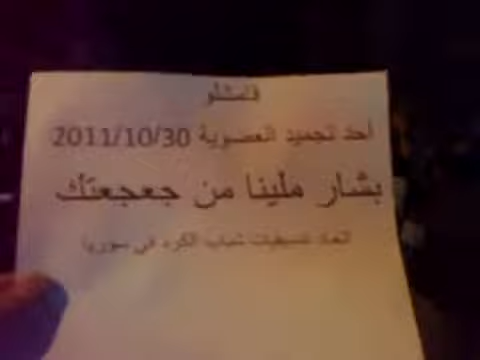 قامشلو
أحد تجميد العضوية 2011/10/30
بشار ملينا من جعجعتك
اتحاد تنسيقيات شباب الكرد في سوريا